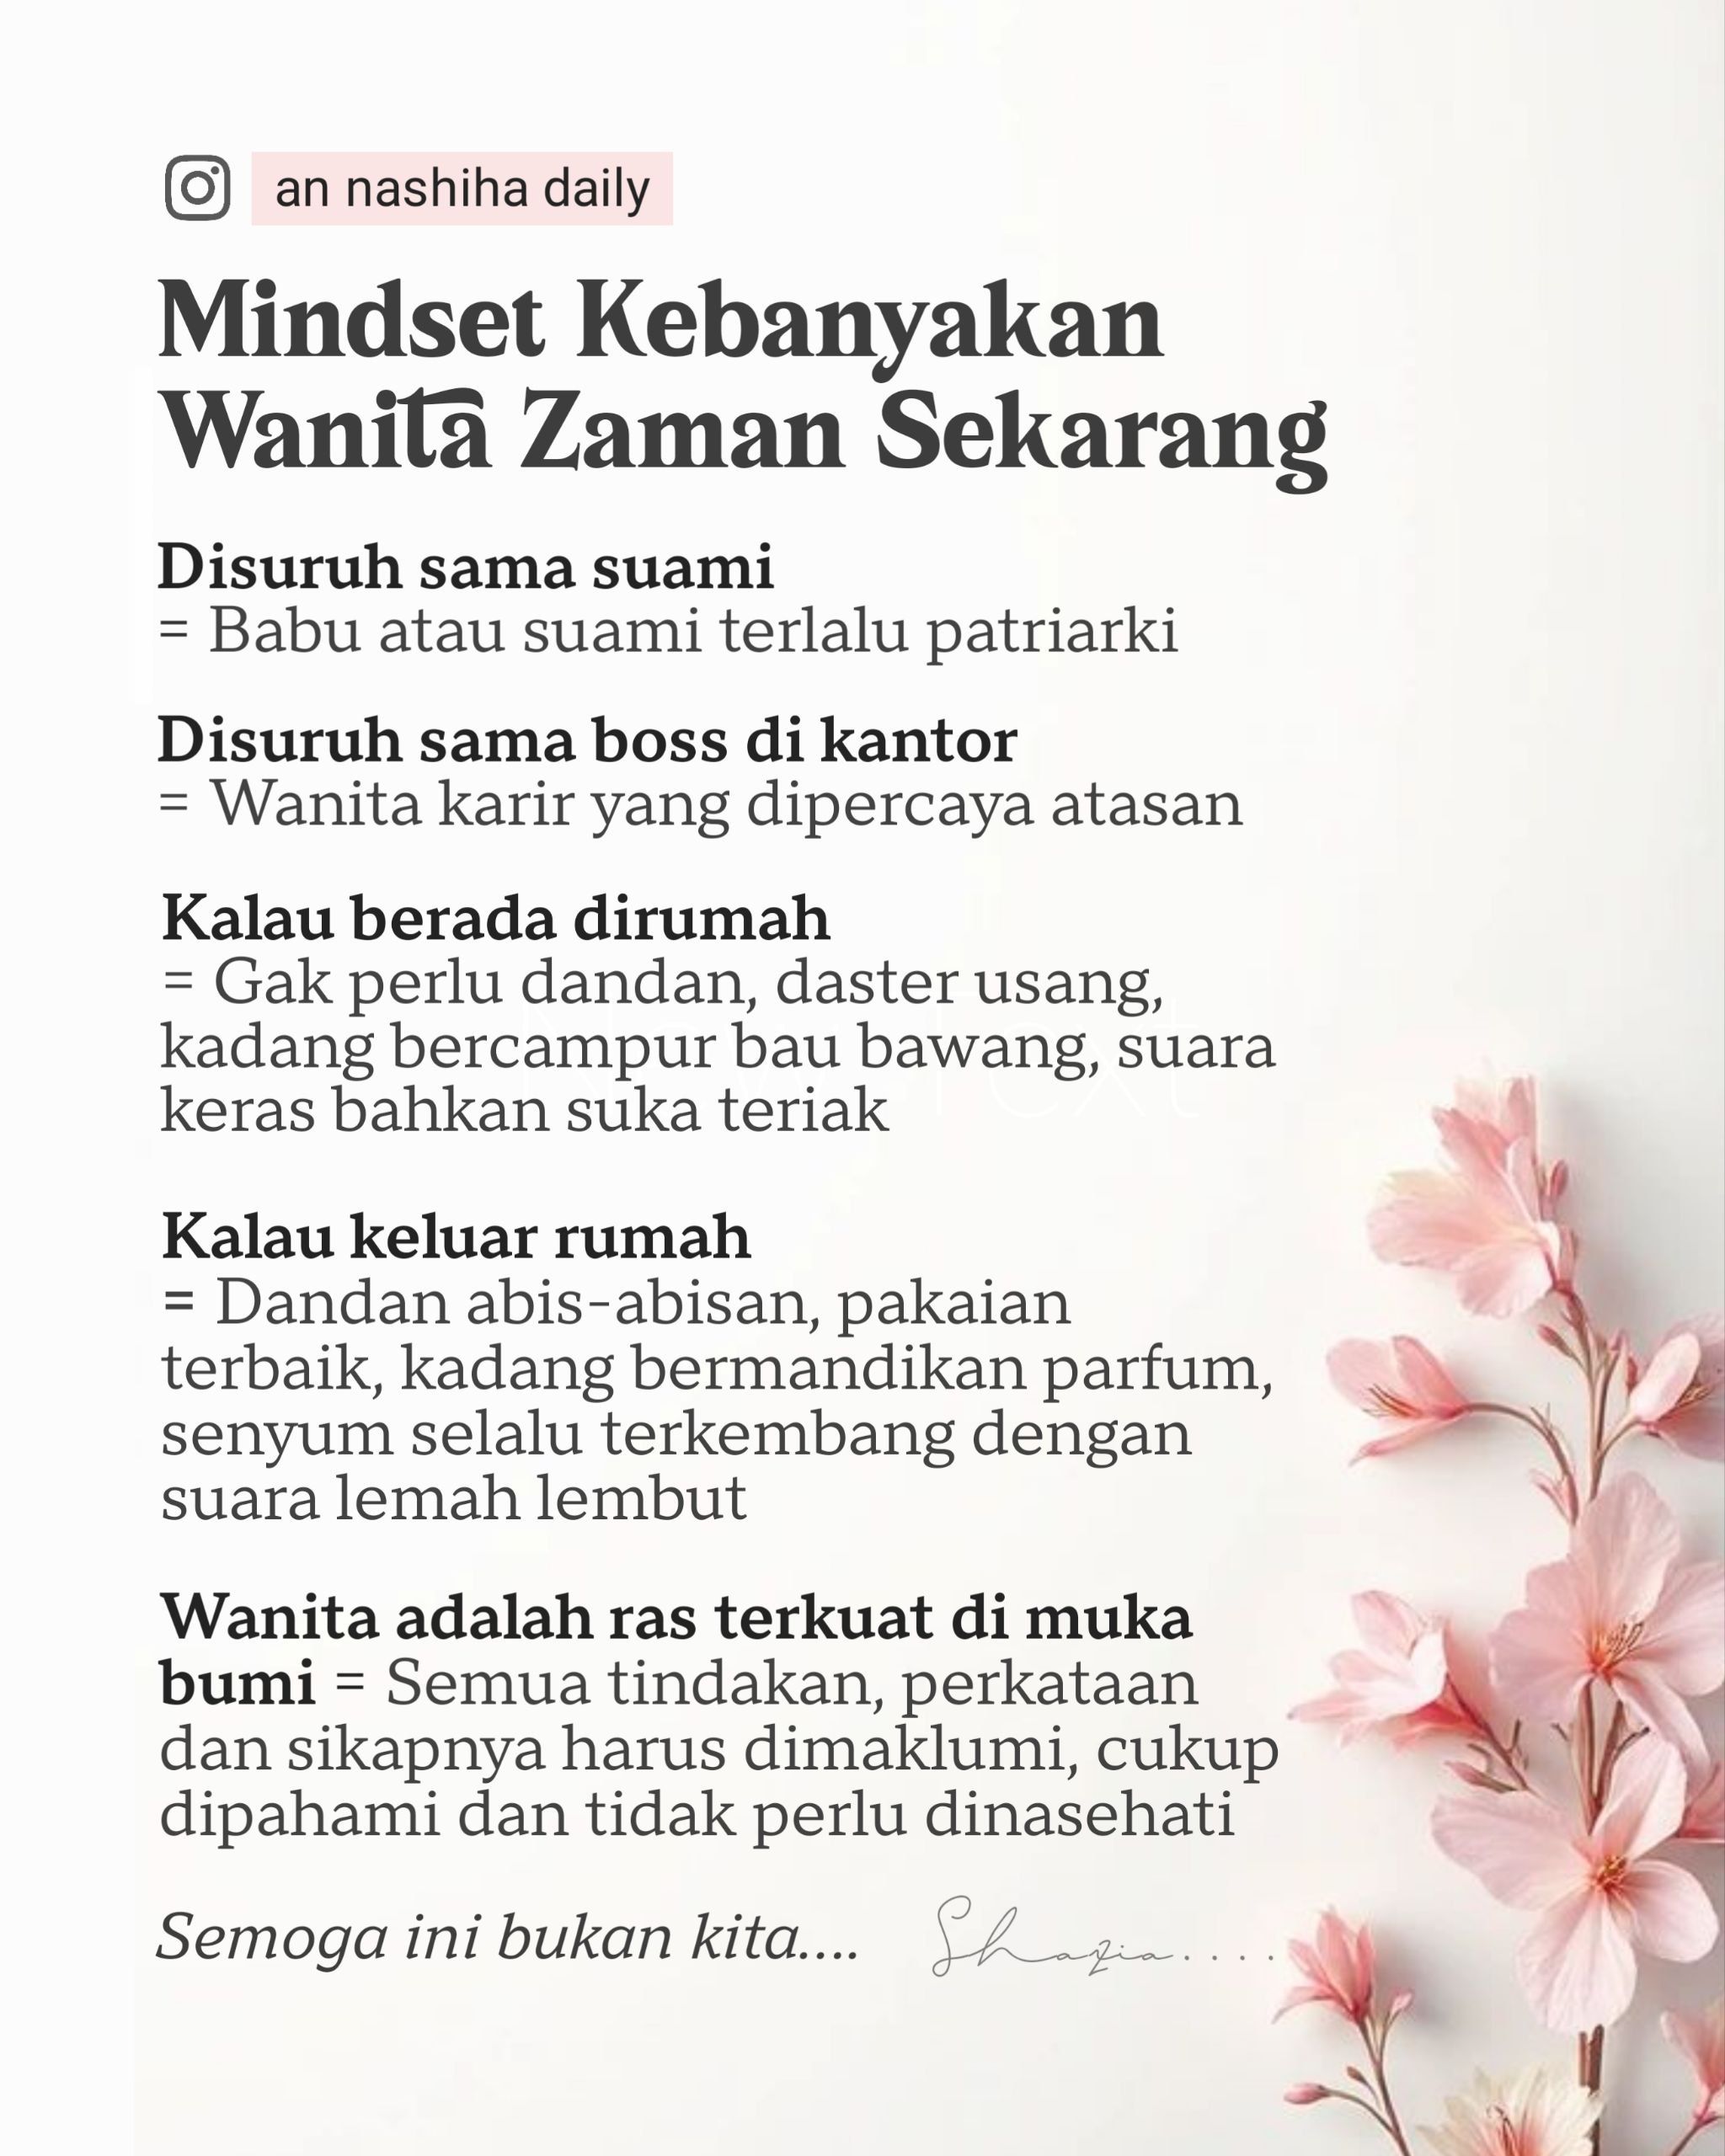 an nashiha daily
Mindset Kebanyakan
Wanita Zaman Sekarang
Disuruh sama suami
= Babu atau suami terlalu patriarki
Disuruh sama boss di kantor
= Wanita karir yang dipercaya atasan
Kalau berada dirumah
= Gak perlu dandan, daster usang,
kadang bercampur bau bawang, suara
keras bahkan suka teriak
New Text
Kalau keluar rumah
= Dandan abis-abisan, pakaian
terbaik, kadang bermandikan parfum,
senyum selalu terkembang dengan
suara lemah lembut
Wanita adalah ras terkuat di muka
bumi = Semua tindakan, perkataan
dan sikapnya harus dimaklumi, cukup
dipahami dan tidak perlu dinasehati
Semoga ini bukan kita.... Shazia....